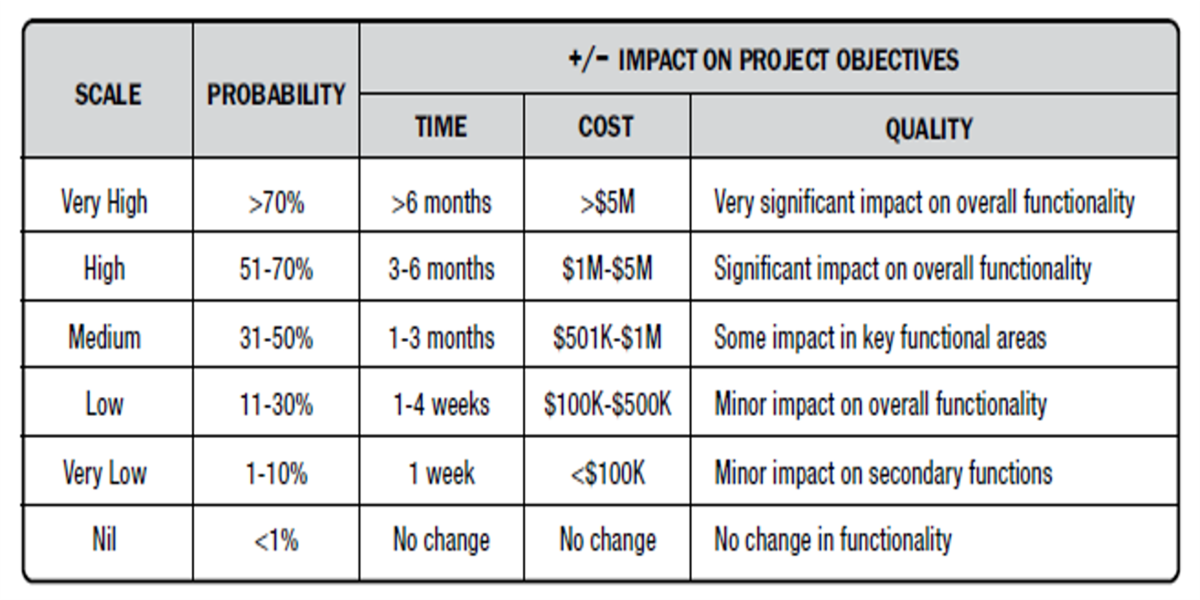 +/- IMPACT ON PROJECT OBJECTIVES
SCALE PROBABILITY
TIME COST QUALITY
Very High >70% >6 months >$5M Very significant impact on overall functionality
High 51-70% 3-6 months $1M-$5M Significant impact on overall functionality
Medium 31-50% 1-3 months $501K-$1M Some impact in key functional areas
Low 11-30% 1-4 weeks $100K-$500K Minor impact on overall functionality
Very Low 1-10% 1 week <$100K Minor impact on secondary functions
Nil <1% No change No change No change in functionality